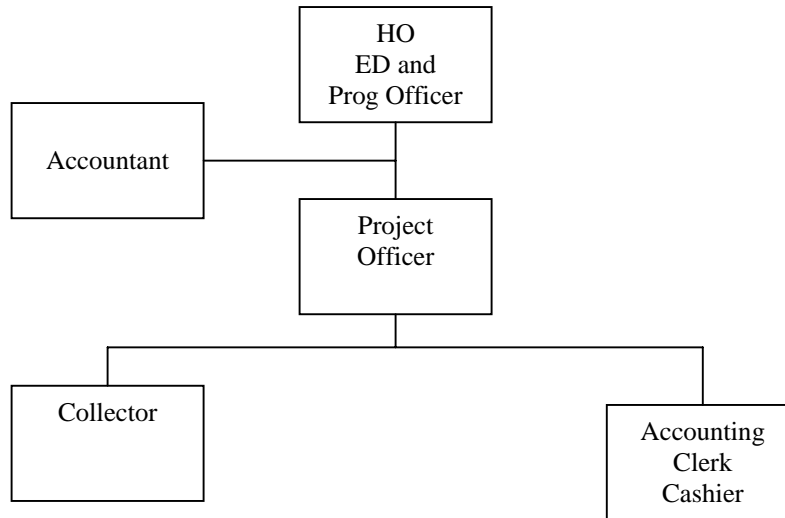 HO
ED and
Prog Officer
Accountant
Project
Officer
Collector
Accounting
Clerk
Cashier